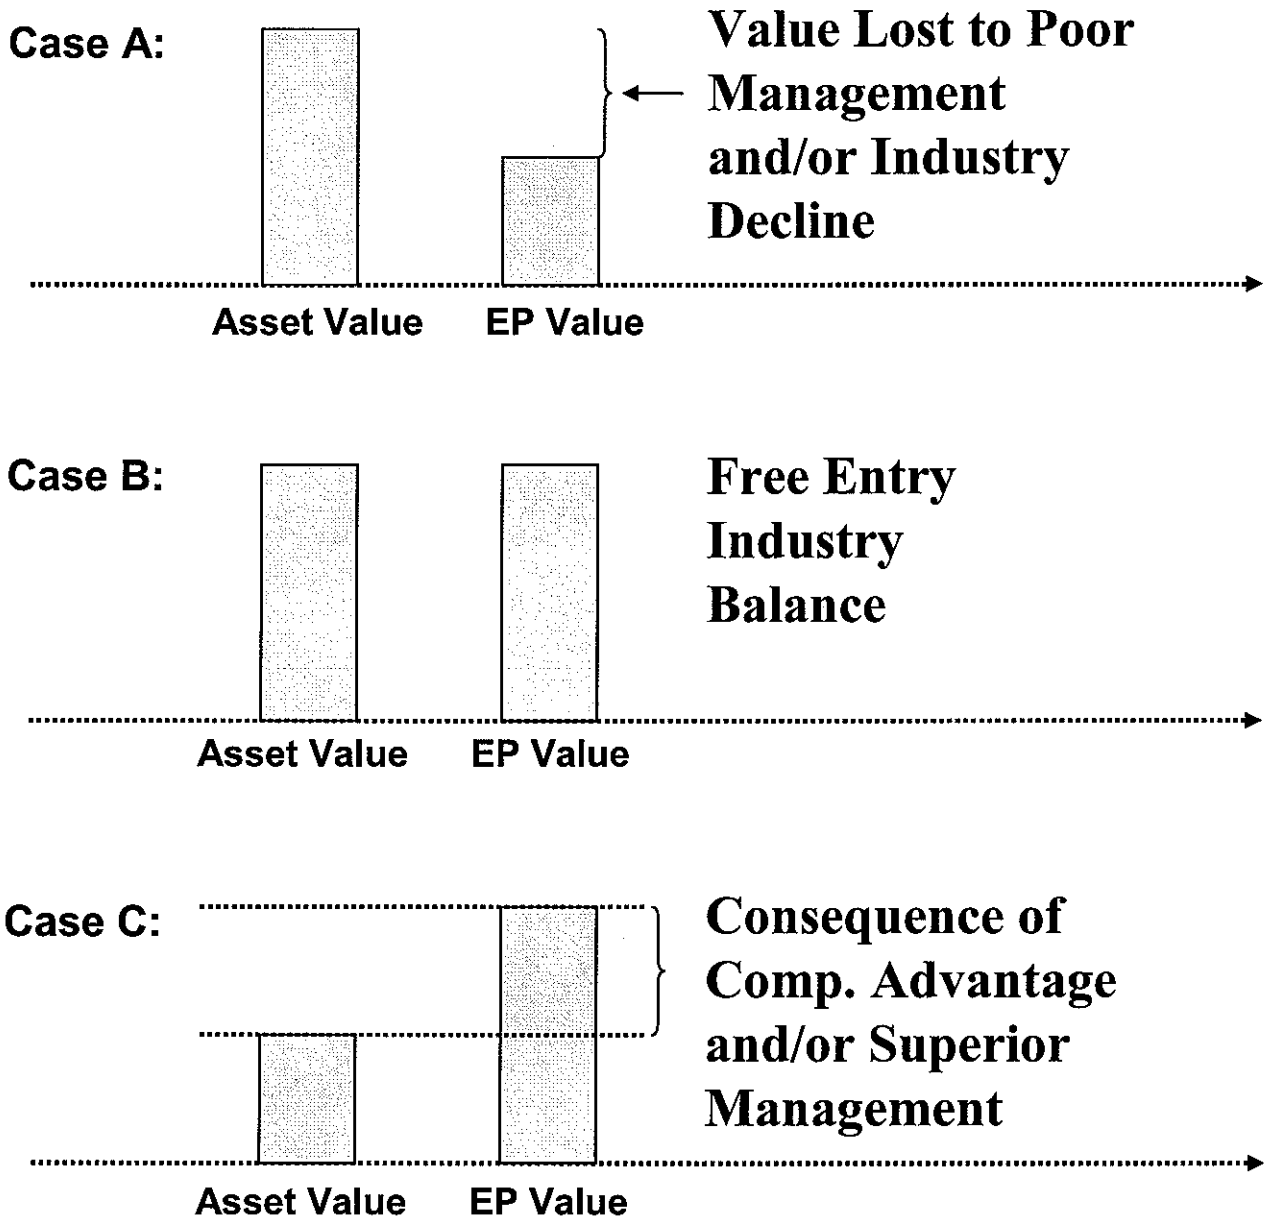 Case A:
Value Lost to Poor
Management
and/or Industry
Decline
Asset Value
EP Value
Case B:
Free Entry
Industry
Balance
Asset Value
EP Value
Case C:
Consequence of
Comp. Advantage
and/or Superior
Management
Asset Value
EP Value